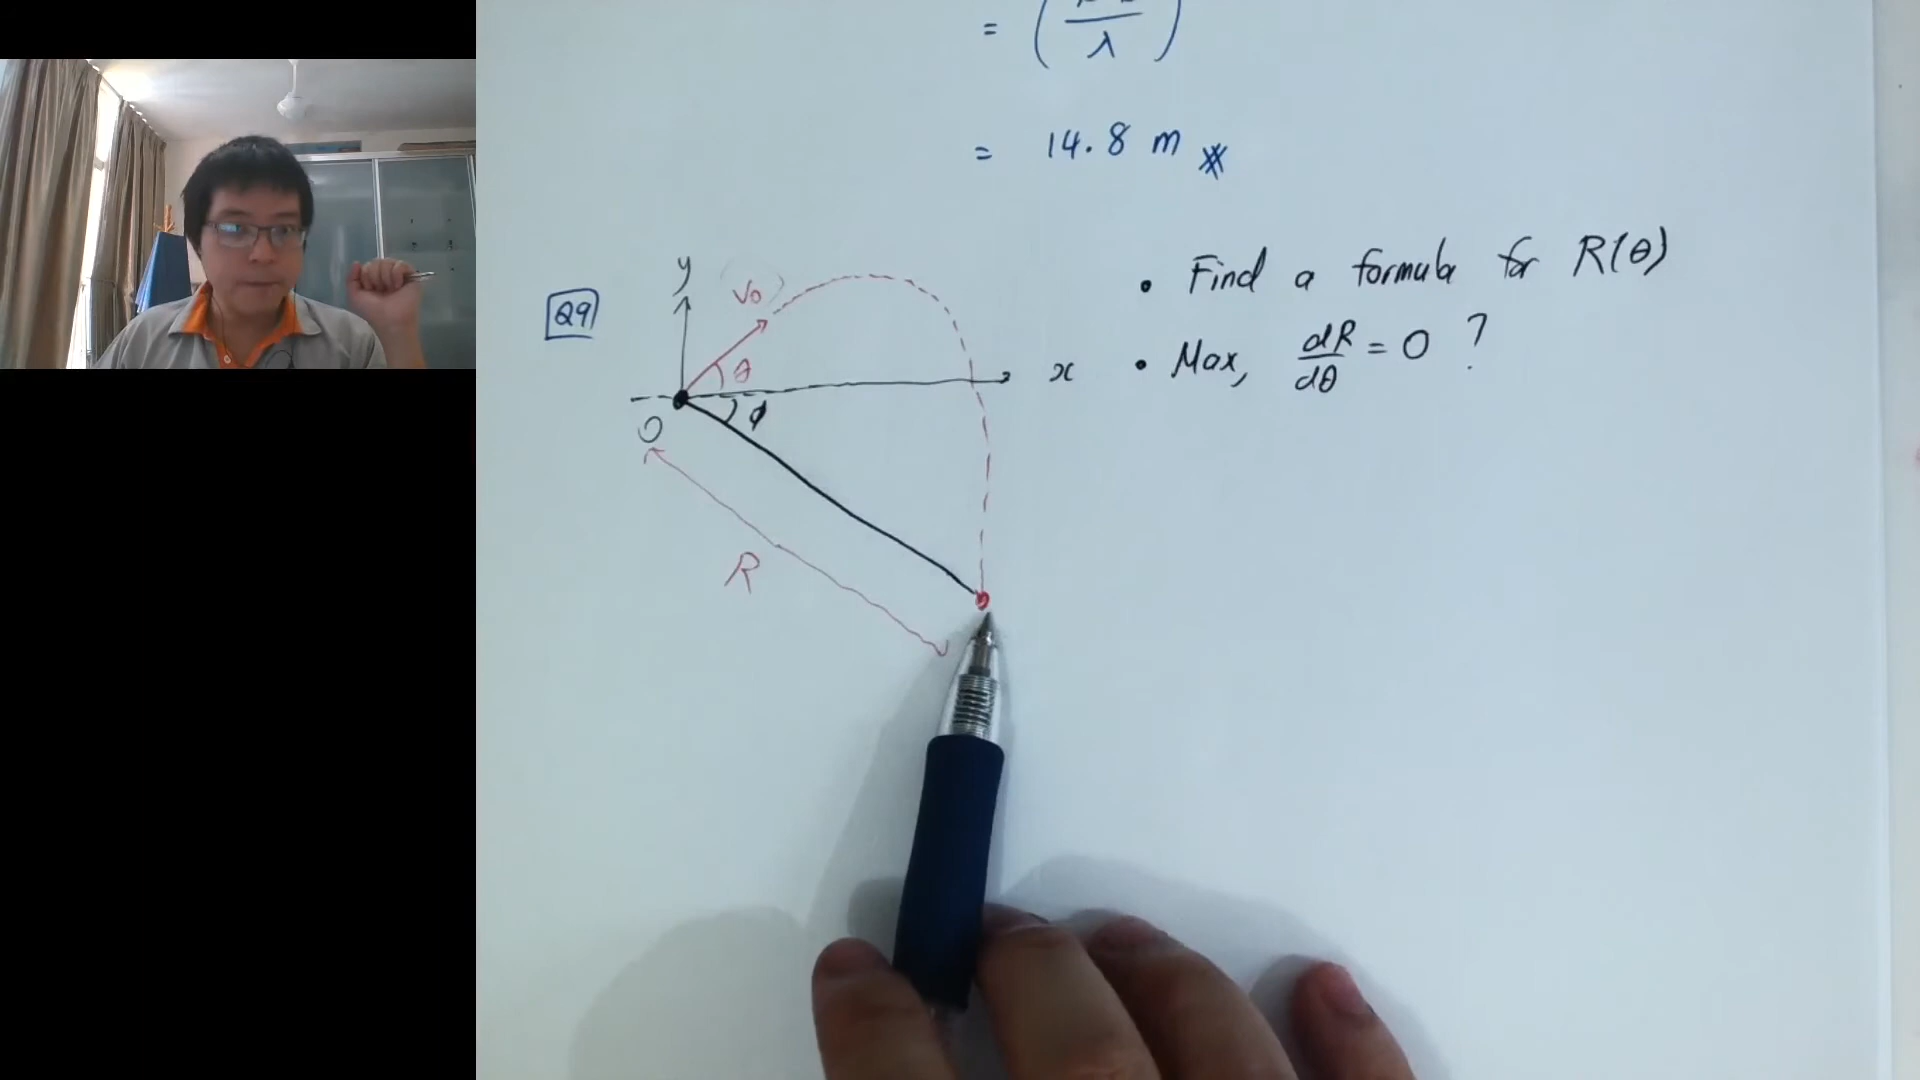 = ( / λ )
= 14.8 m
Q9
y
V₀
θ
x
O
φ
R
• Find a formula for R(θ)
• Max, dR/dθ = 0 ?